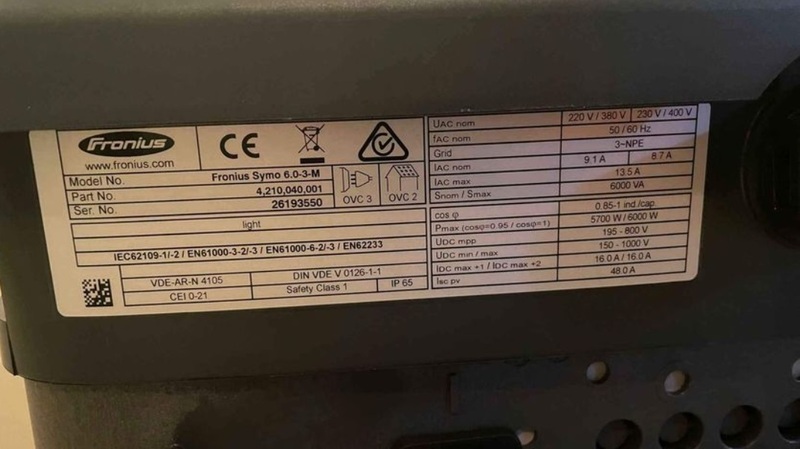 Fronius
www.fronius.com
CE
Model No. Fronius Symo 6.0-3-M
Part No. 4,210,040,001
Ser. No. 26193550
OVC 3 OVC 2
light
IEC62109-1/-2 / EN61000-3-2/-3 / EN61000-6-2/-3 / EN62233
VDE-AR-N 4105 DIN VDE V 0126-1-1
CEI 0-21 Safety Class 1 IP 65
UAC nom 220 V / 380 V 230 V / 400 V
fAC nom 50 / 60 Hz
Grid 3~NPE
IAC nom 9.1 A 8.7 A
IAC max 13.5 A
Snom / Smax 6000 VA
cos φ 0.85-1 ind./cap.
Pmax (cosφ=0.95 / cosφ=1) 5700 W / 6000 W
UDC mpp 195 - 800 V
UDC min / max 150 - 1000 V
IDC max +1 / IDC max +2 16.0 A / 16.0 A
Isc pv 48.0 A